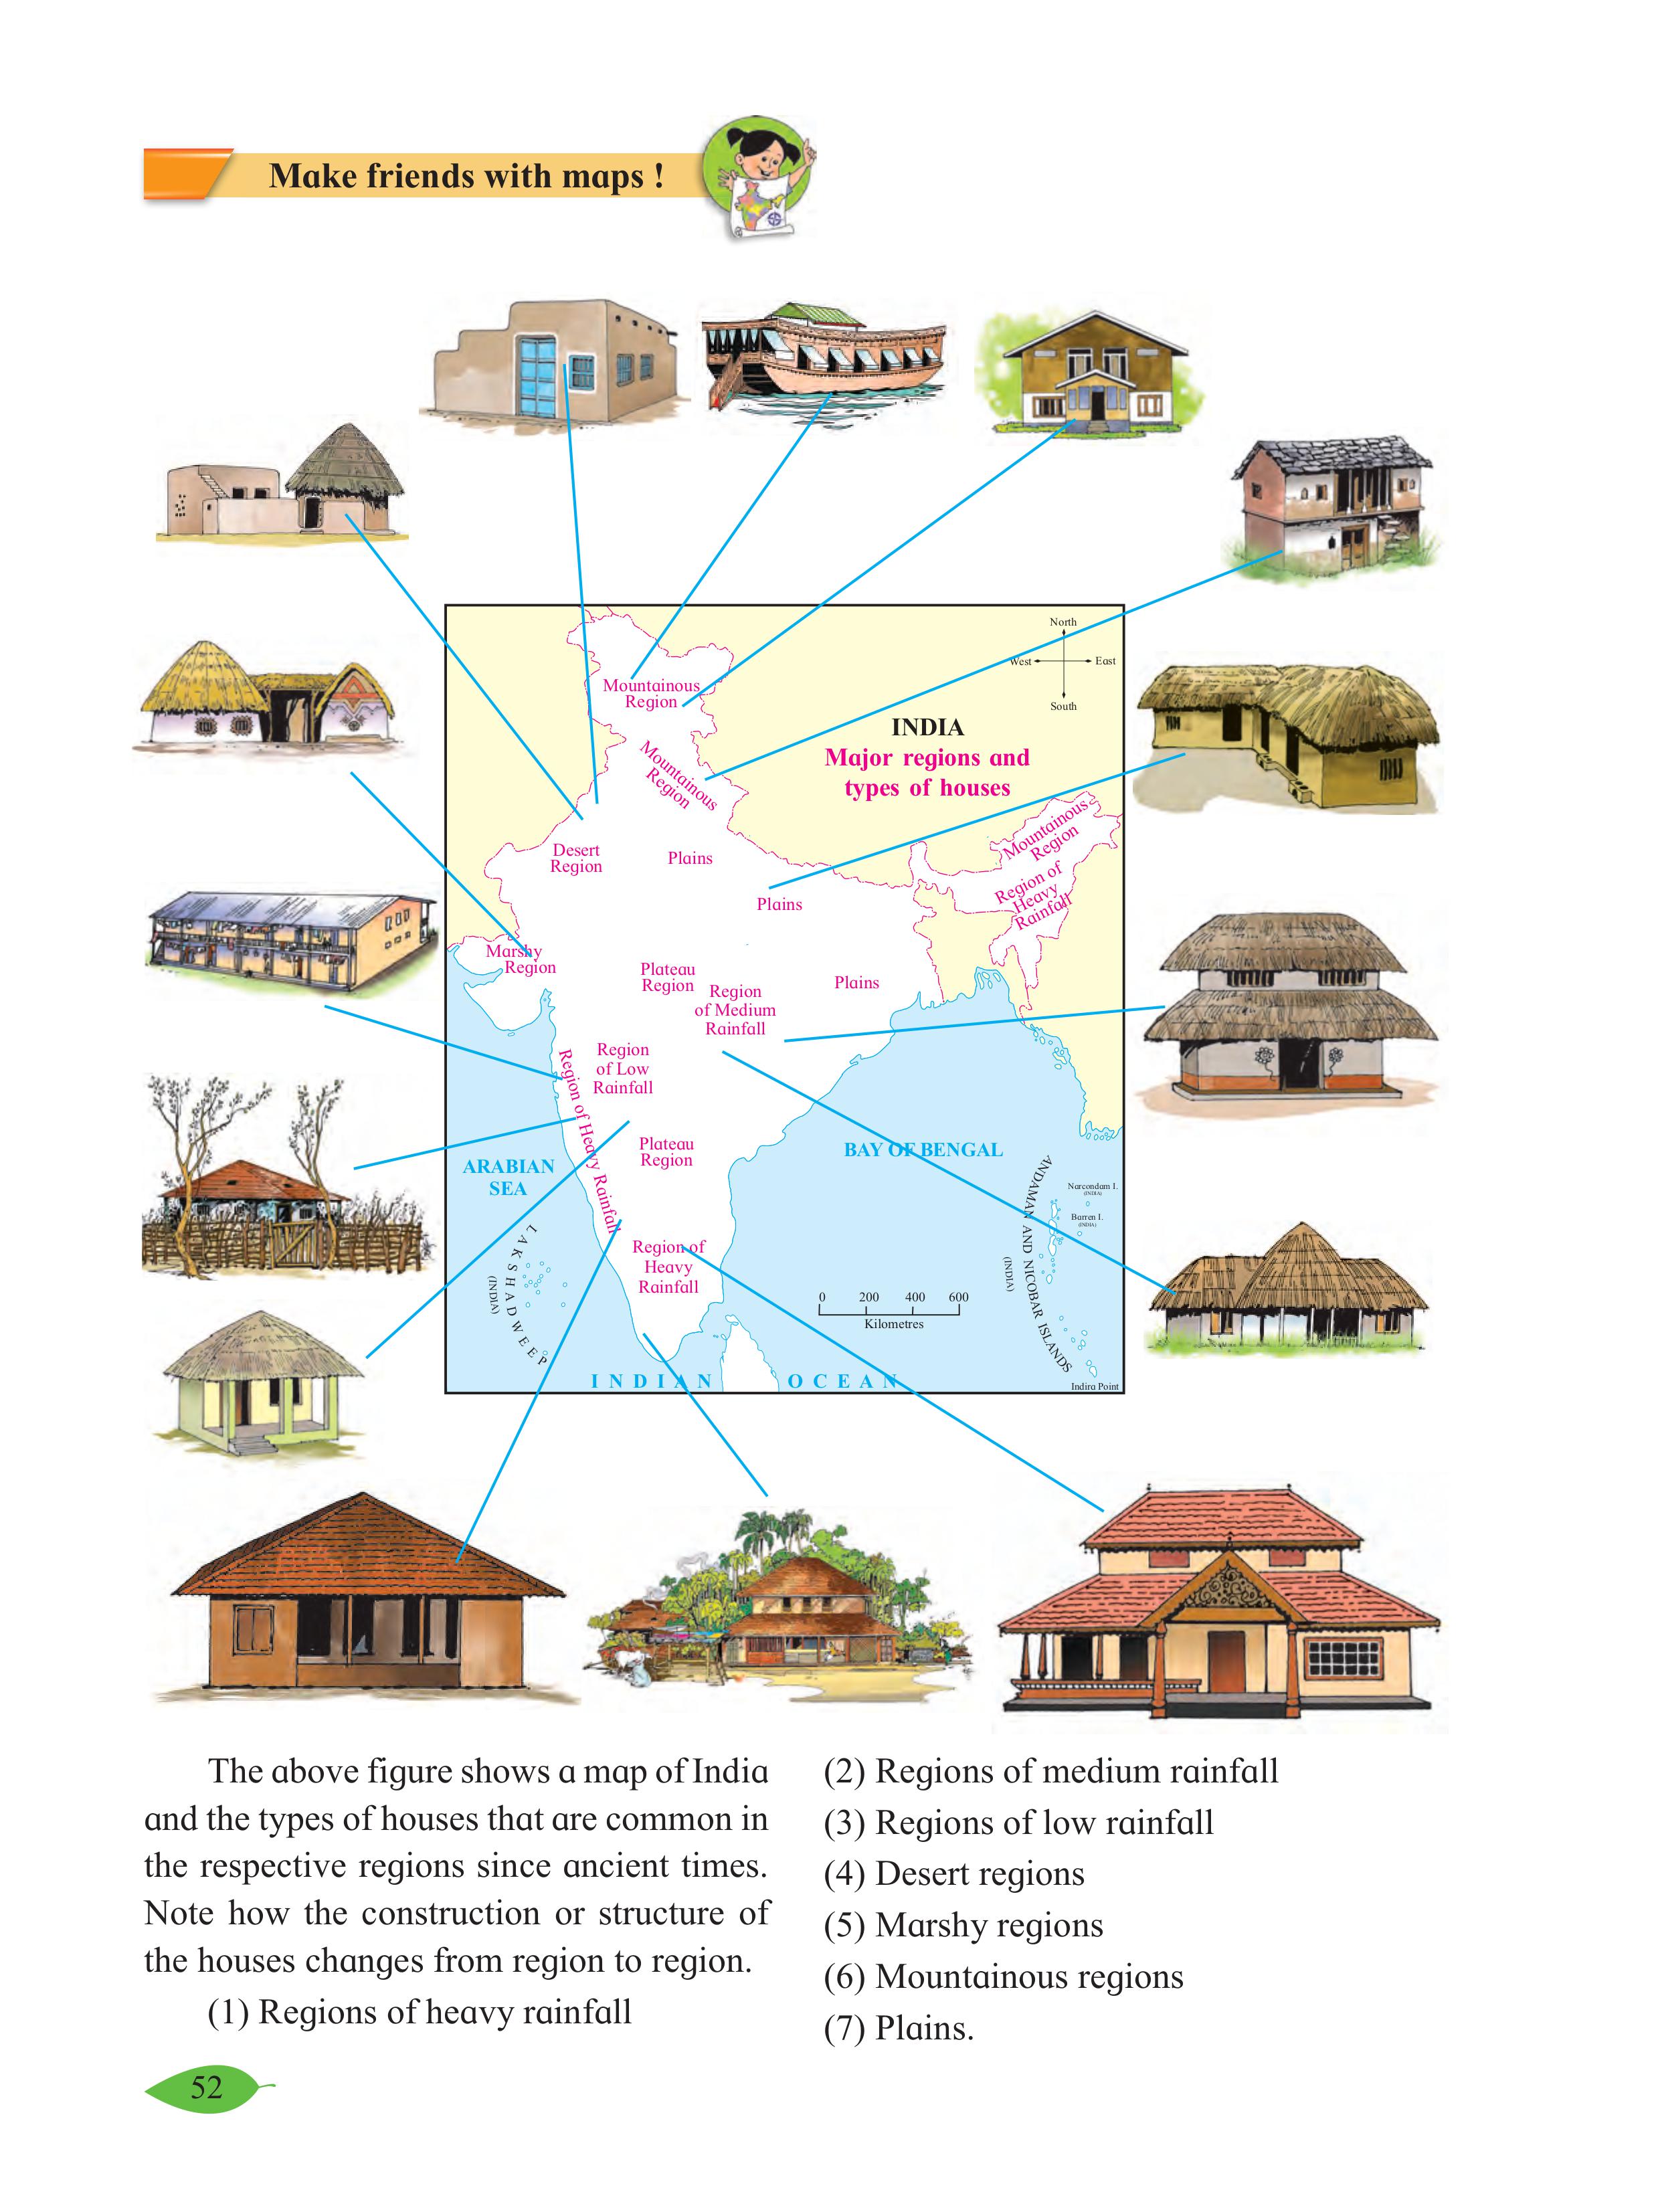 Make friends with maps !
North
West
East
South
INDIA
Major regions and
types of houses
Mountainous
Region
Mountainous
Region
Mountainous
Region
Desert
Region
Plains
Plains
Region of
Heavy
Rainfall
Marshy
Region
Plateau
Region
Region
of Medium
Rainfall
Plains
Region
of Low
Rainfall
Region of Heavy Rainfall
Plateau
Region
ARABIAN
SEA
BAY OF BENGAL
Region of
Heavy
Rainfall
LAKSHADWEEP
(INDIA)
ANDAMAN AND NICOBAR ISLANDS
(INDIA)
Narcondam I.
(INDIA)
Barren I.
(INDIA)
0 200 400 600
Kilometres
INDIAN OCEAN
Indira Point
The above figure shows a map of India
and the types of houses that are common in
the respective regions since ancient times.
Note how the construction or structure of
the houses changes from region to region.
(1) Regions of heavy rainfall
(2) Regions of medium rainfall
(3) Regions of low rainfall
(4) Desert regions
(5) Marshy regions
(6) Mountainous regions
(7) Plains.
52